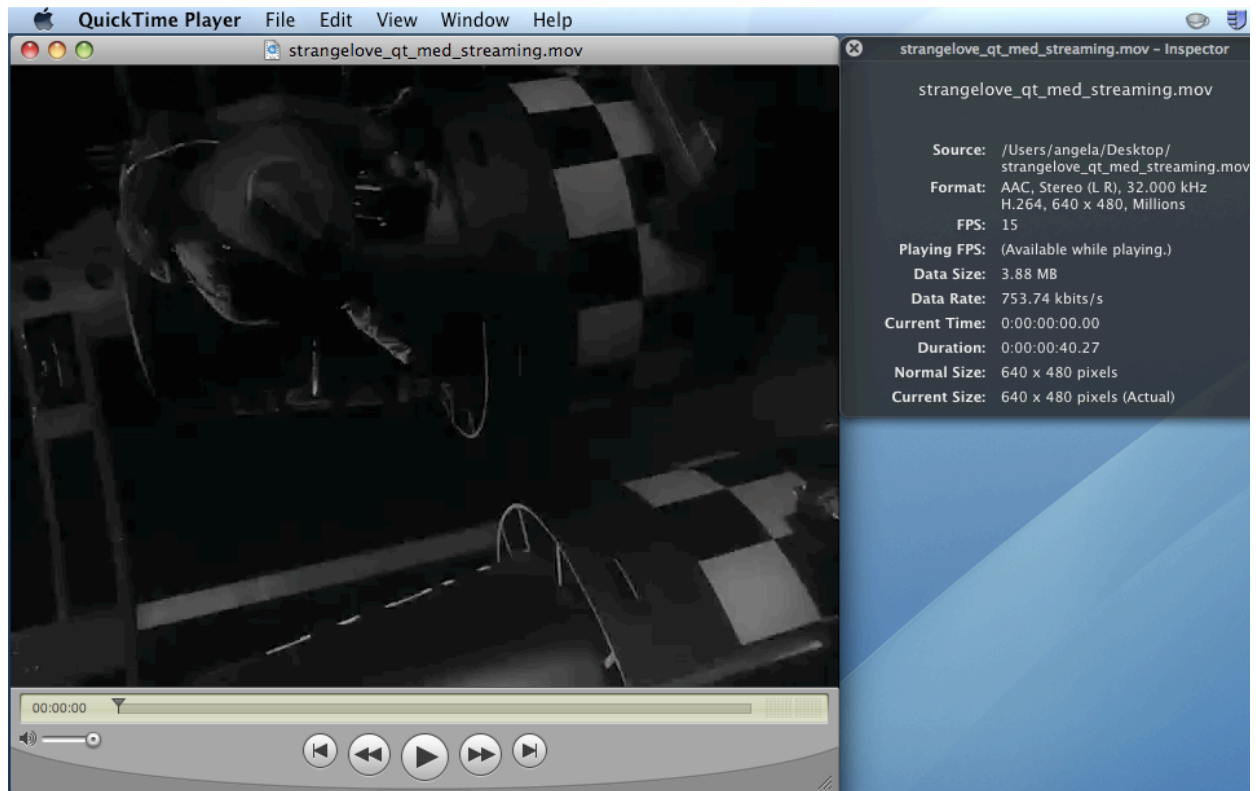 QuickTime Player File Edit View Window Help
strangelove_qt_med_streaming.mov
strangelove_qt_med_streaming.mov – Inspector
strangelove_qt_med_streaming.mov
Source: /Users/angela/Desktop/
strangelove_qt_med_streaming.mov
Format: AAC, Stereo (L R), 32.000 kHz
H.264, 640 x 480, Millions
FPS: 15
Playing FPS: (Available while playing.)
Data Size: 3.88 MB
Data Rate: 753.74 kbits/s
Current Time: 0:00:00:00.00
Duration: 0:00:00:40.27
Normal Size: 640 x 480 pixels
Current Size: 640 x 480 pixels (Actual)
00:00:00